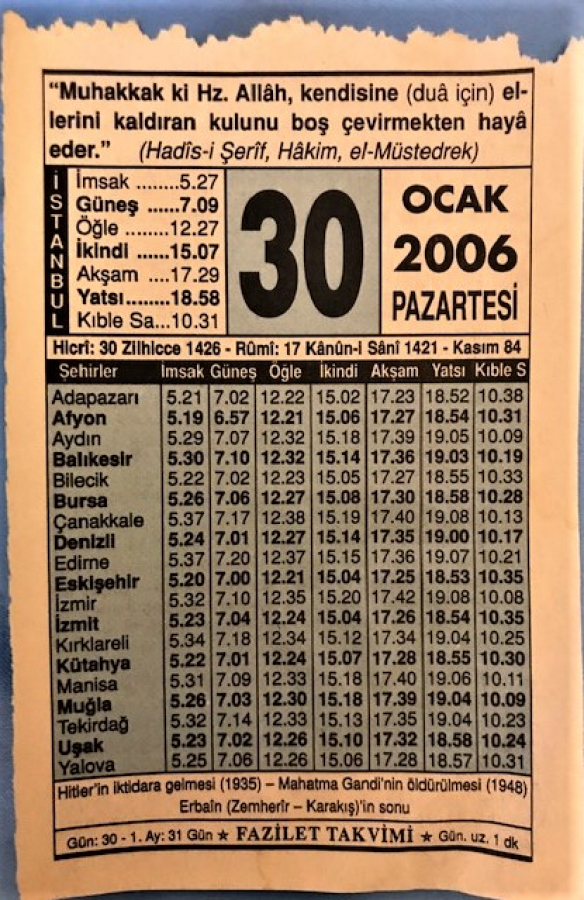 “Muhakkak ki Hz. Allâh, kendisine (duâ için) el-
lerini kaldıran kulunu boş çevirmekten hayâ
eder.” (Hadîs-i Şerîf, Hâkim, el-Müstedrek)
İSTANBUL
İmsak ........5.27
Güneş ......7.09
Öğle ........12.27
İkindi ......15.07
Akşam ....17.29
Yatsı........18.58
Kıble Sa...10.31
30
OCAK
2006
PAZARTESİ
Hicrî: 30 Zilhicce 1426 - Rûmî: 17 Kânûn-i Sânî 1421 - Kasım 84
Şehirler İmsak Güneş Öğle İkindi Akşam Yatsı Kıble S
Adapazarı 5.21 7.02 12.22 15.02 17.23 18.52 10.38
Afyon 5.19 6.57 12.21 15.06 17.27 18.54 10.31
Aydın 5.29 7.07 12.32 15.18 17.39 19.05 10.09
Balıkesir 5.30 7.10 12.32 15.14 17.36 19.03 10.19
Bilecik 5.22 7.02 12.23 15.05 17.27 18.55 10.33
Bursa 5.26 7.06 12.27 15.08 17.30 18.58 10.28
Çanakkale 5.37 7.17 12.38 15.19 17.40 19.08 10.13
Denizli 5.24 7.01 12.27 15.14 17.35 19.00 10.17
Edirne 5.37 7.20 12.37 15.15 17.36 19.07 10.21
Eskişehir 5.20 7.00 12.21 15.04 17.25 18.53 10.35
İzmir 5.32 7.10 12.35 15.20 17.42 19.08 10.08
İzmit 5.23 7.04 12.24 15.04 17.26 18.54 10.35
Kırklareli 5.34 7.18 12.34 15.12 17.34 19.04 10.25
Kütahya 5.22 7.01 12.24 15.07 17.28 18.55 10.30
Manisa 5.31 7.09 12.33 15.18 17.40 19.06 10.11
Muğla 5.26 7.03 12.30 15.18 17.39 19.04 10.09
Tekirdağ 5.32 7.14 12.33 15.13 17.35 19.04 10.23
Uşak 5.23 7.02 12.26 15.10 17.32 18.58 10.24
Yalova 5.25 7.06 12.26 15.06 17.28 18.57 10.31
Hitler'in iktidara gelmesi (1935) – Mahatma Gandi'nin öldürülmesi (1948)
Erbaîn (Zemherîr – Karakış)'in sonu
Gün: 30 - 1. Ay: 31 Gün ★ FAZİLET TAKVİMİ ★ Gün. uz. 1 dk